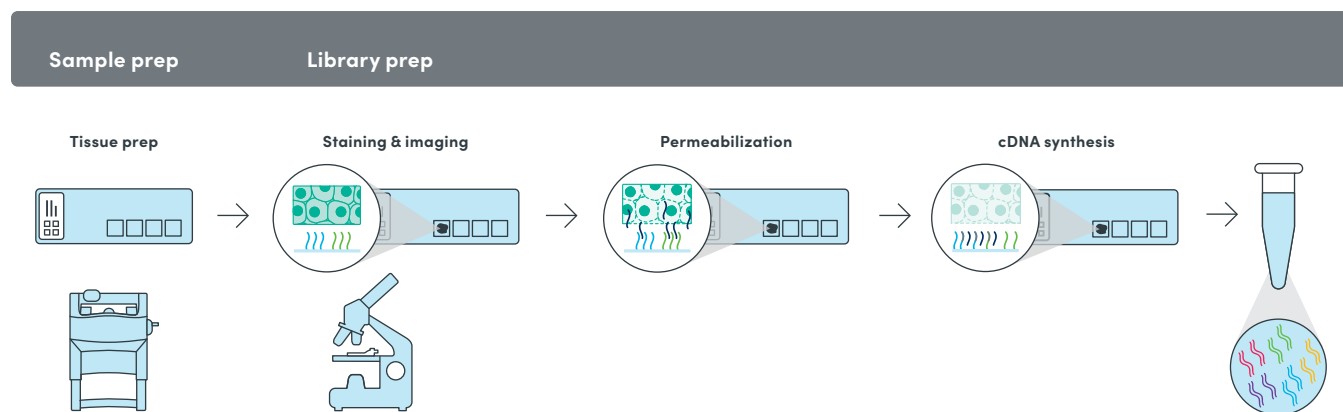 Sample prep
Library prep
Tissue prep
Staining & imaging
Permeabilization
cDNA synthesis